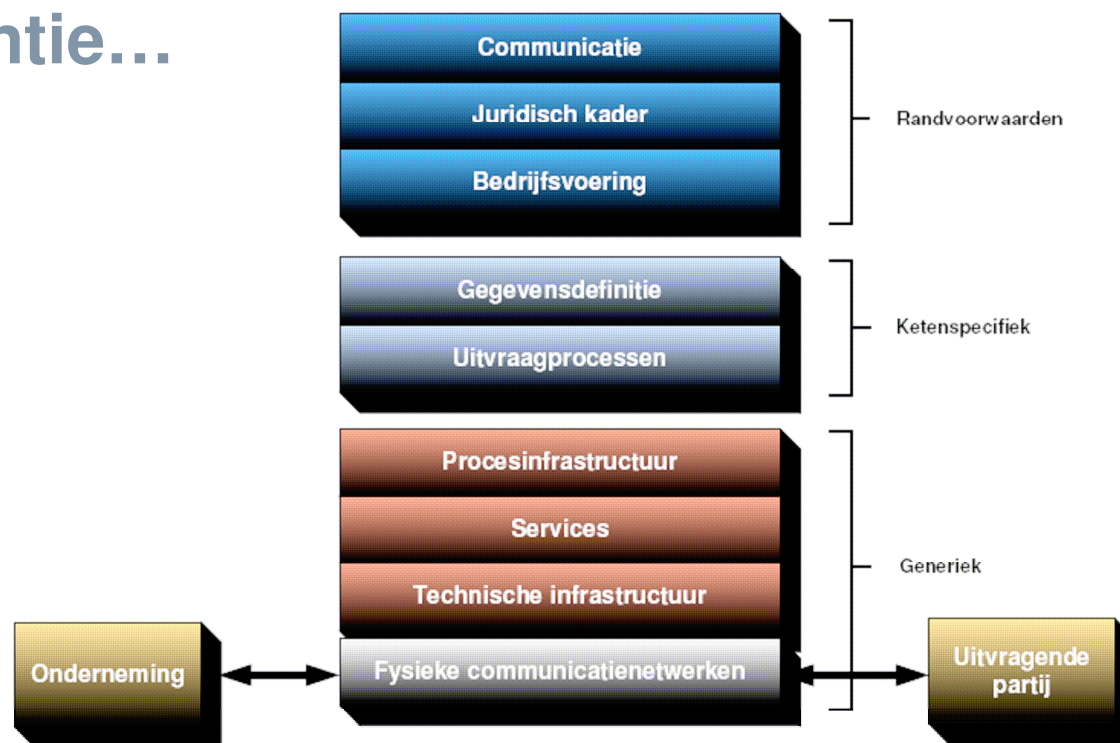 ntie...
Communicatie
Juridisch kader
Bedrijfsvoering
Randvoorwaarden
Gegevensdefinitie
Uitvraagprocessen
Ketenspecifiek
Procesinfrastructuur
Services
Technische infrastructuur
Fysieke communicatienetwerken
Generiek
Onderneming
Uitvragende
partij